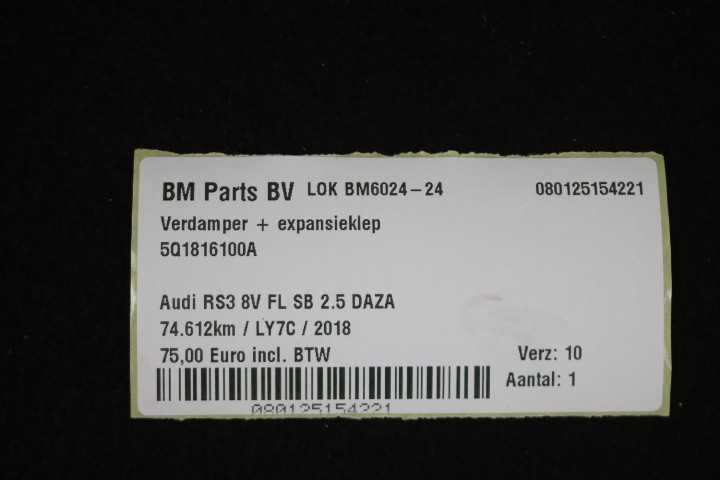 BM Parts BV LOK BM6024-24 080125154221
Verdamper + expansieklep
5Q1816100A
Audi RS3 8V FL SB 2.5 DAZA
74.612km / LY7C / 2018
75,00 Euro incl. BTW Verz: 10
Aantal: 1
080125154221